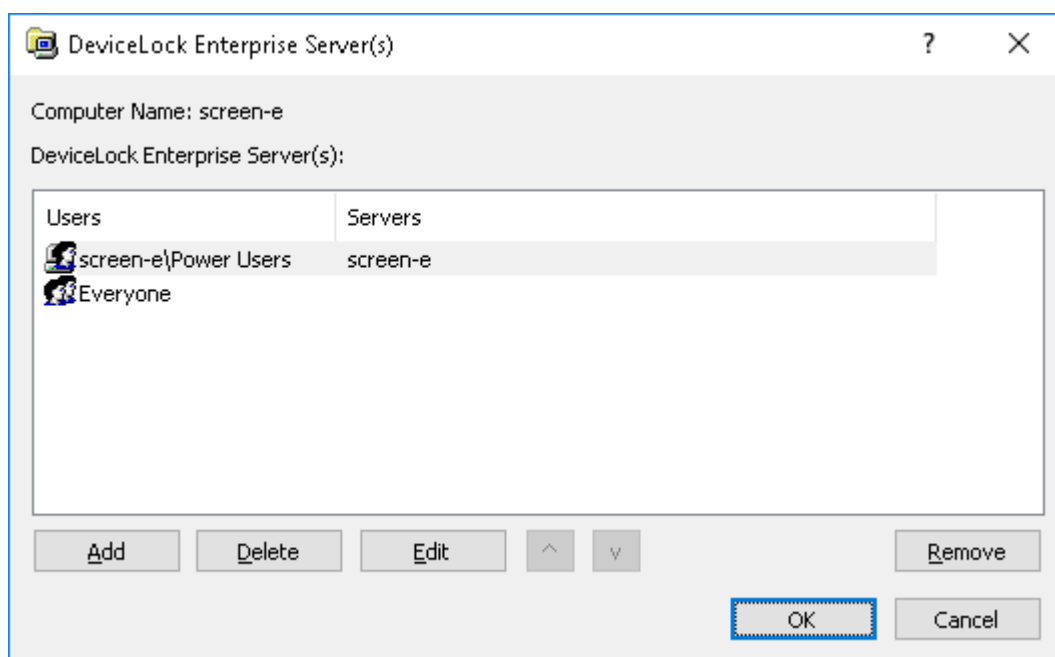 DeviceLock Enterprise Server(s) ?
Computer Name: screen-e
DeviceLock Enterprise Server(s):
Users Servers
screen-e\Power Users screen-e
Everyone
Add Delete Edit ^ v Remove
OK Cancel